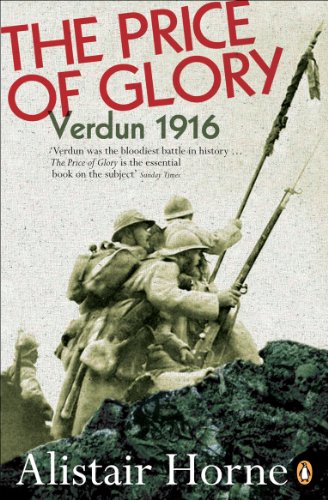 THE PRICE
OF GLORY
Verdun 1916
‘Verdun was the bloodiest battle in history ...
The Price of Glory is the essential
book on the subject’ Sunday Times
Alistair Horne